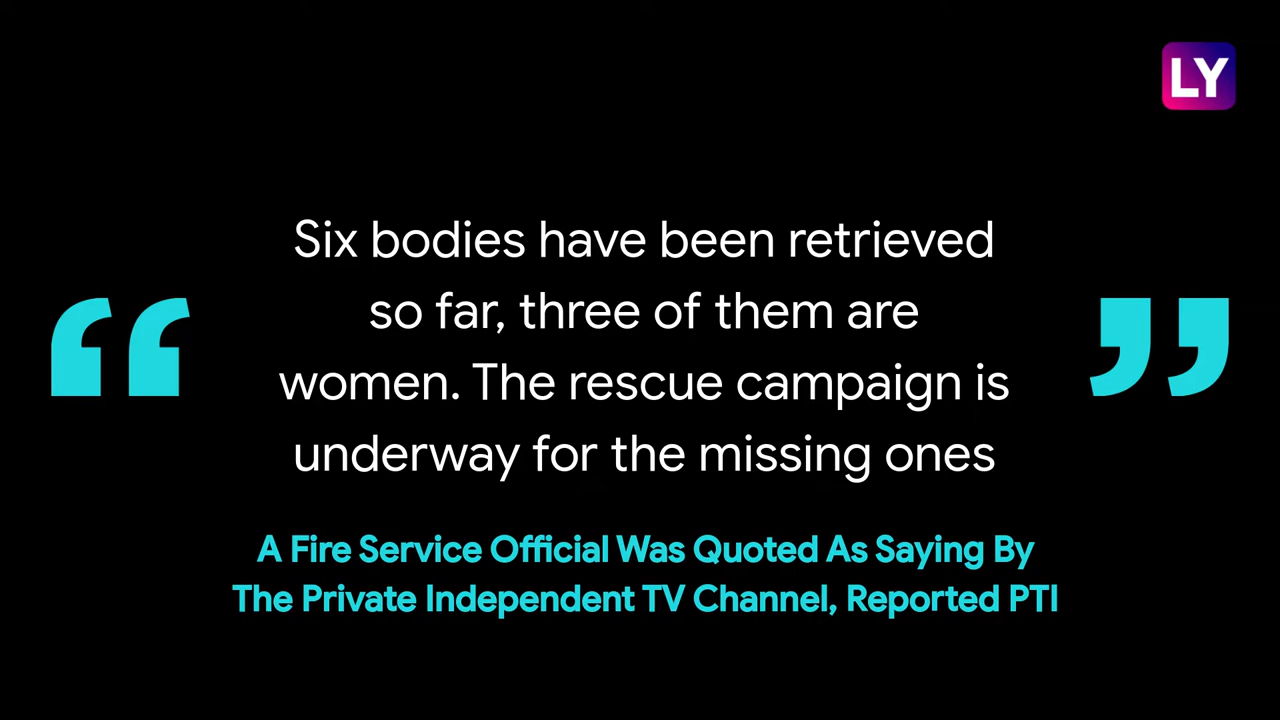 LY
Six bodies have been retrieved
so far, three of them are
“ ”
women. The rescue campaign is
underway for the missing ones
A Fire Service Official Was Quoted As Saying By
The Private Independent TV Channel, Reported PTI